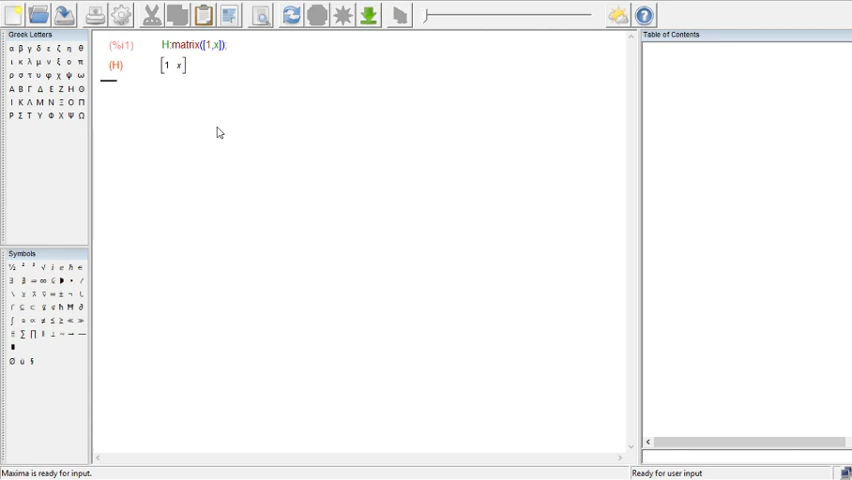 Greek Letters
α β γ δ ε ζ η θ
ι κ λ μ ν ξ ο π
ρ σ τ υ φ χ ψ ω
Α Β Γ Δ Ε Ζ Η Θ
Ι Κ Λ Μ Ν Ξ Ο Π
Ρ Σ Τ Υ Φ Χ Ψ Ω
(%i1) H:matrix([1,x]);
(H) [1 x]
Table of Contents
Symbols
Maxima is ready for input.
Ready for user input